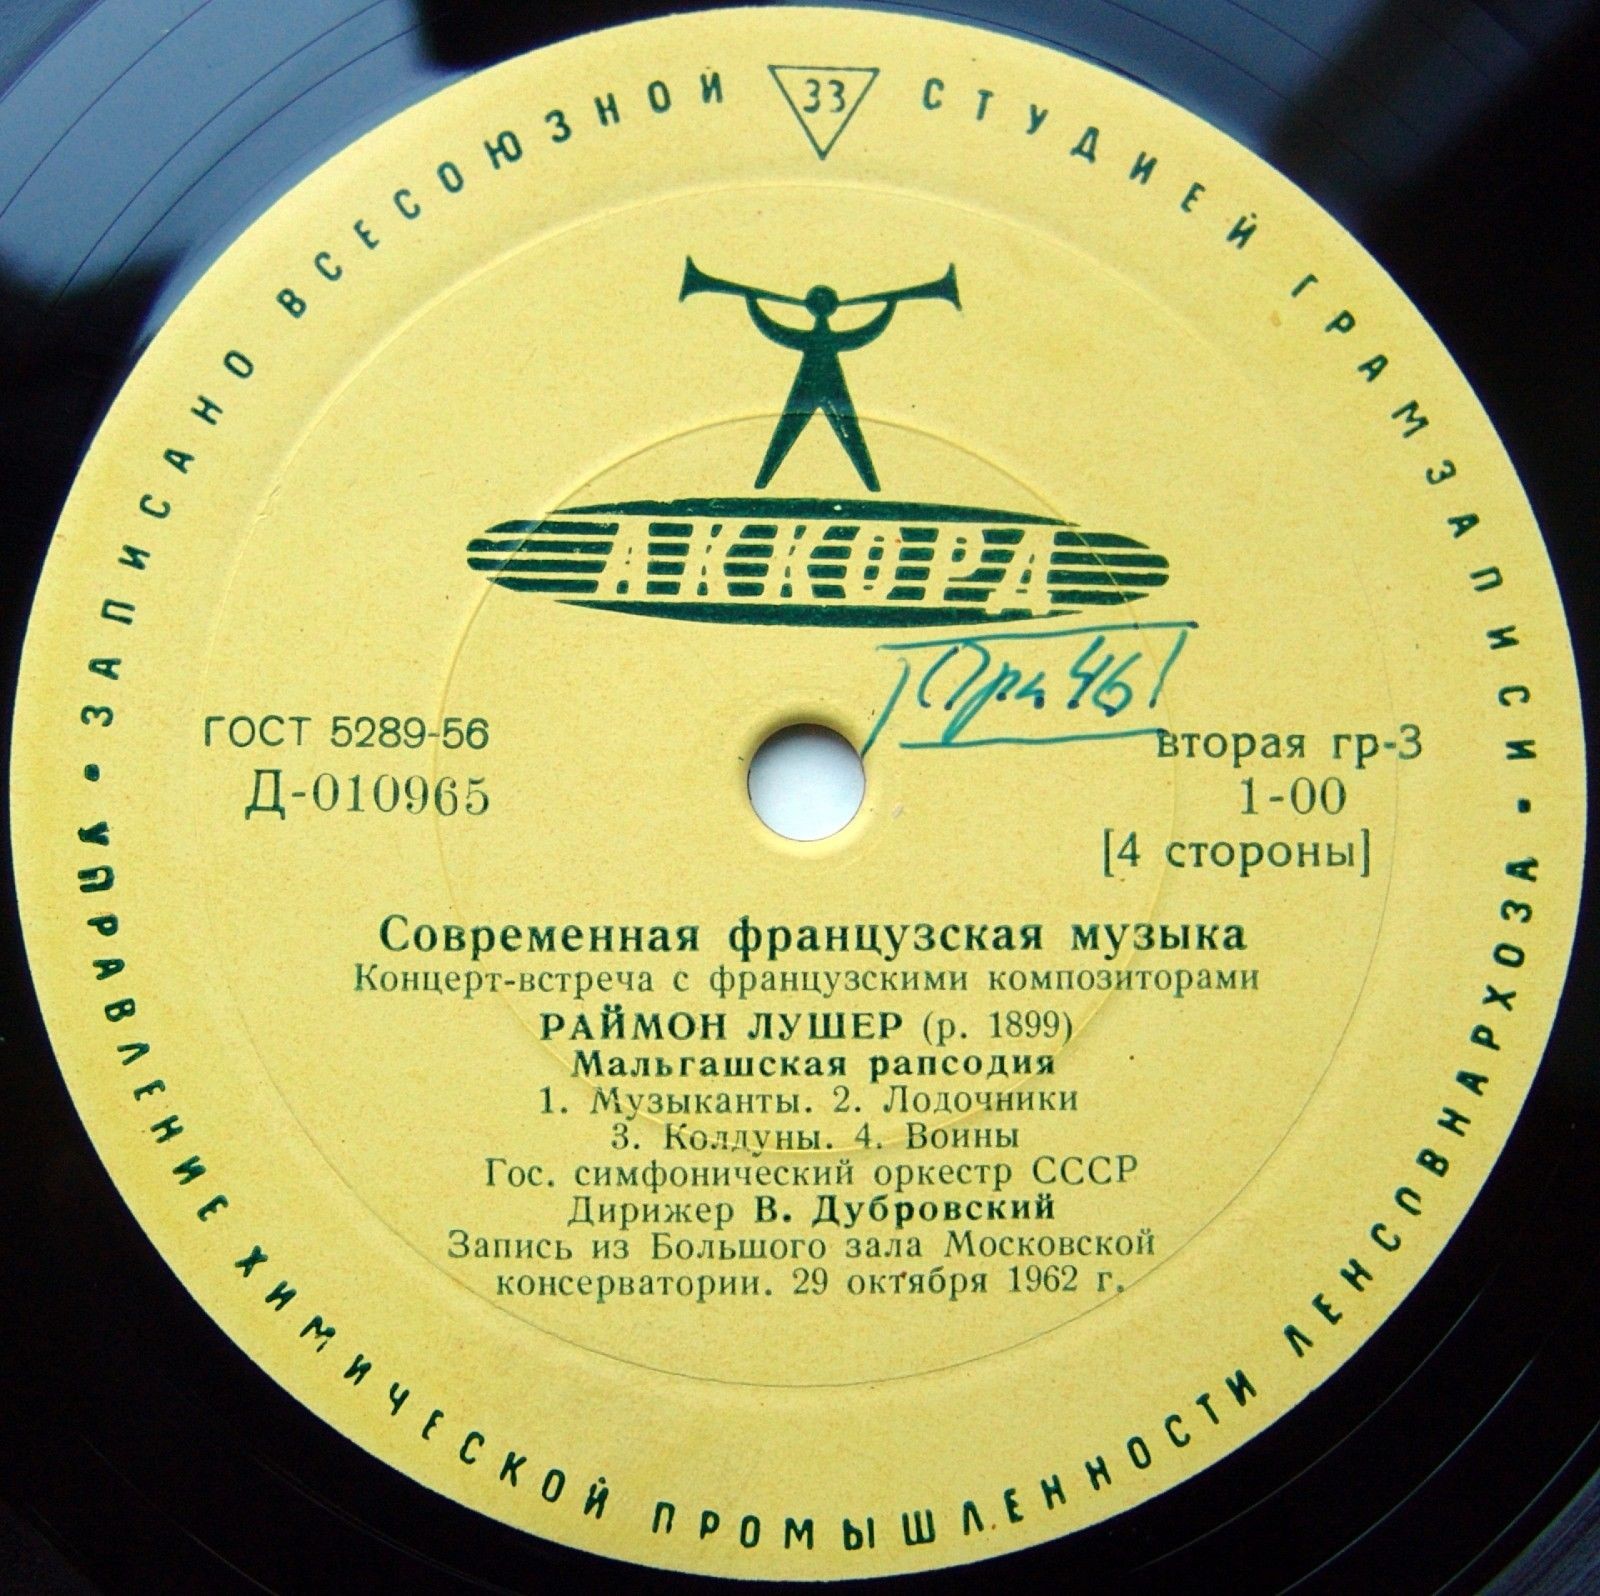 ЗАПИСАНО ВСЕСОЮЗНОЙ СТУДИЕЙ ГРАМЗАПИСИ •
33
АККОРД
ГОСТ 5289-56
Д-010965
вторая гр-3
1-00
[4 стороны]
Современная французская музыка
Концерт-встреча с французскими композиторами
РАЙМОН ЛУШЕР (р. 1899)
Мальгашская рапсодия
1. Музыканты. 2. Лодочники
3. Колдуны. 4. Воины
Гос. симфонический оркестр СССР
Дирижер В. Дубровский
Запись из Большого зала Московской
консерватории. 29 октября 1962 г.
УПРАВЛЕНИЕ ХИМИЧЕСКОЙ ПРОМЫШЛЕННОСТИ ЛЕНСОВНАРХОЗА •